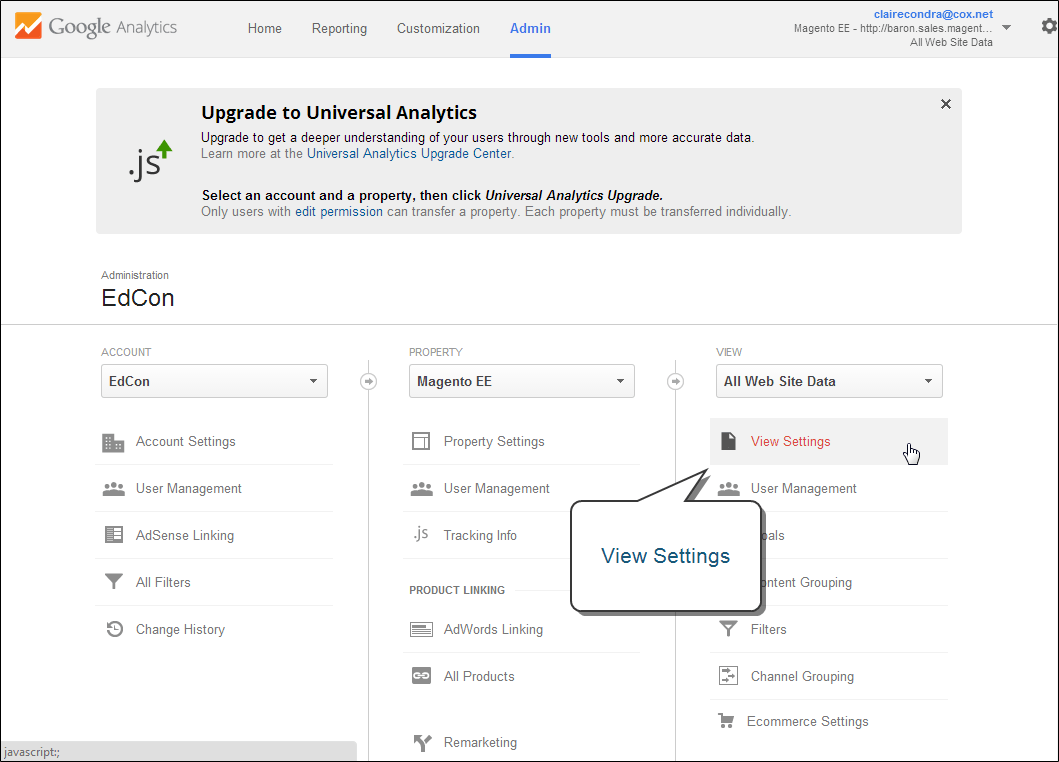 Google Analytics
Home Reporting Customization Admin
clairecondra@cox.net
Magento EE - http://baron.sales.magent...
All Web Site Data
Upgrade to Universal Analytics
Upgrade to get a deeper understanding of your users through new tools and more accurate data.
Learn more at the Universal Analytics Upgrade Center.
.js
Select an account and a property, then click Universal Analytics Upgrade.
Only users with edit permission can transfer a property. Each property must be transferred individually.
Administration
EdCon
ACCOUNT
EdCon
Account Settings
User Management
AdSense Linking
All Filters
Change History
PROPERTY
Magento EE
Property Settings
User Management
.js Tracking Info
PRODUCT LINKING
AdWords Linking
All Products
Remarketing
VIEW
All Web Site Data
View Settings
User Management
oals
ontent Grouping
Filters
Channel Grouping
Ecommerce Settings
View Settings
javascript:;